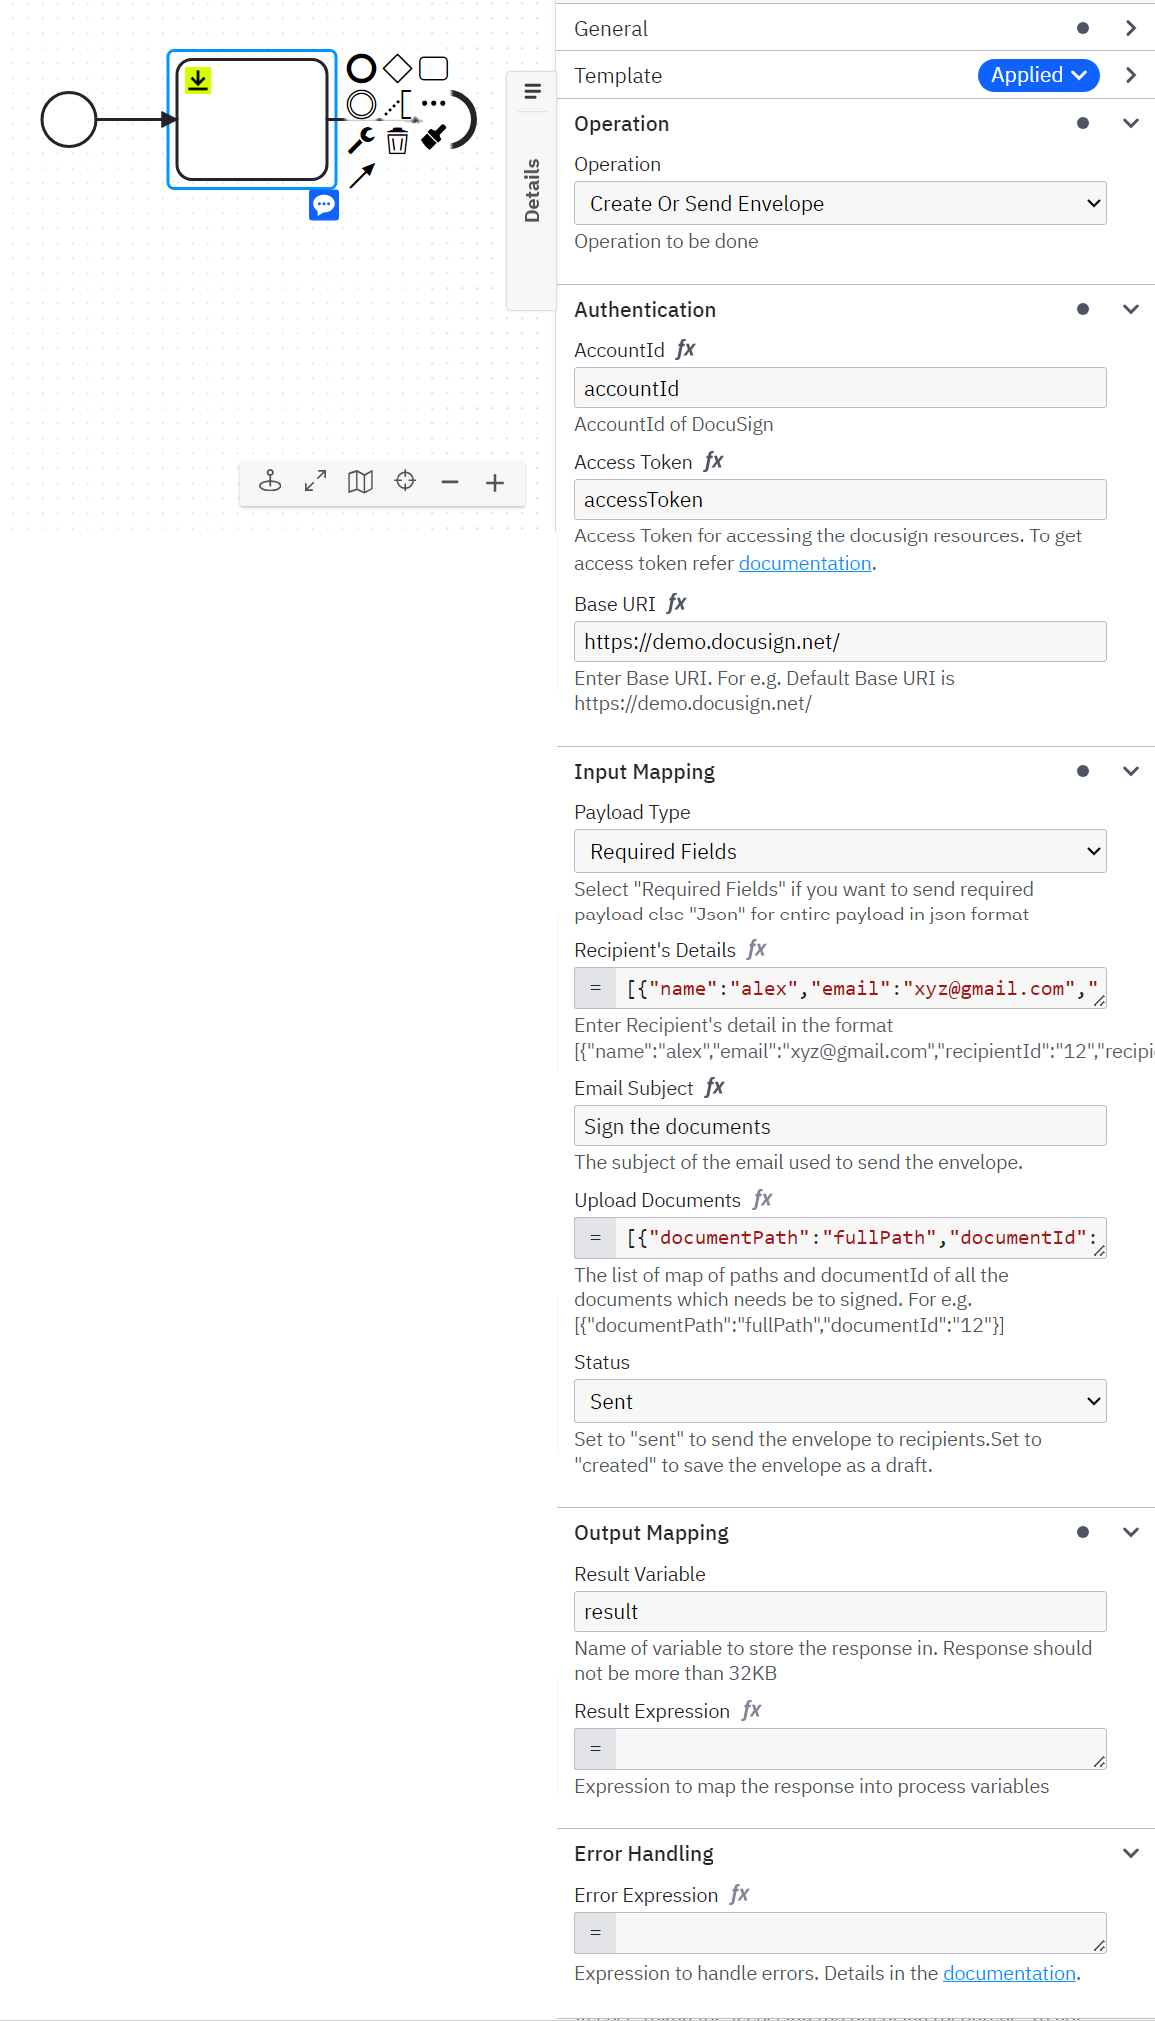 General
Template
Applied
Details
Operation
Operation
Create Or Send Envelope
Operation to be done
Authentication
AccountId fx
accountId
AccountId of DocuSign
Access Token fx
accessToken
Access Token for accessing the docusign resources. To get
access token refer documentation.
Base URI fx
https://demo.docusign.net/
Enter Base URI. For e.g. Default Base URI is
https://demo.docusign.net/
Input Mapping
Payload Type
Required Fields
Select "Required Fields" if you want to send required
payload else "Json" for entire payload in json format
Recipient's Details fx
= [{"name":"alex","email":"xyz@gmail.com","
Enter Recipient's detail in the format
[{"name":"alex","email":"xyz@gmail.com","recipientId":"12","recipi
Email Subject fx
Sign the documents
The subject of the email used to send the envelope.
Upload Documents fx
= [{"documentPath":"fullPath","documentId":
The list of map of paths and documentId of all the
documents which needs be to signed. For e.g.
[{"documentPath":"fullPath","documentId":"12"}]
Status
Sent
Set to "sent" to send the envelope to recipients.Set to
"created" to save the envelope as a draft.
Output Mapping
Result Variable
result
Name of variable to store the response in. Response should
not be more than 32KB
Result Expression fx
=
Expression to map the response into process variables
Error Handling
Error Expression fx
=
Expression to handle errors. Details in the documentation.